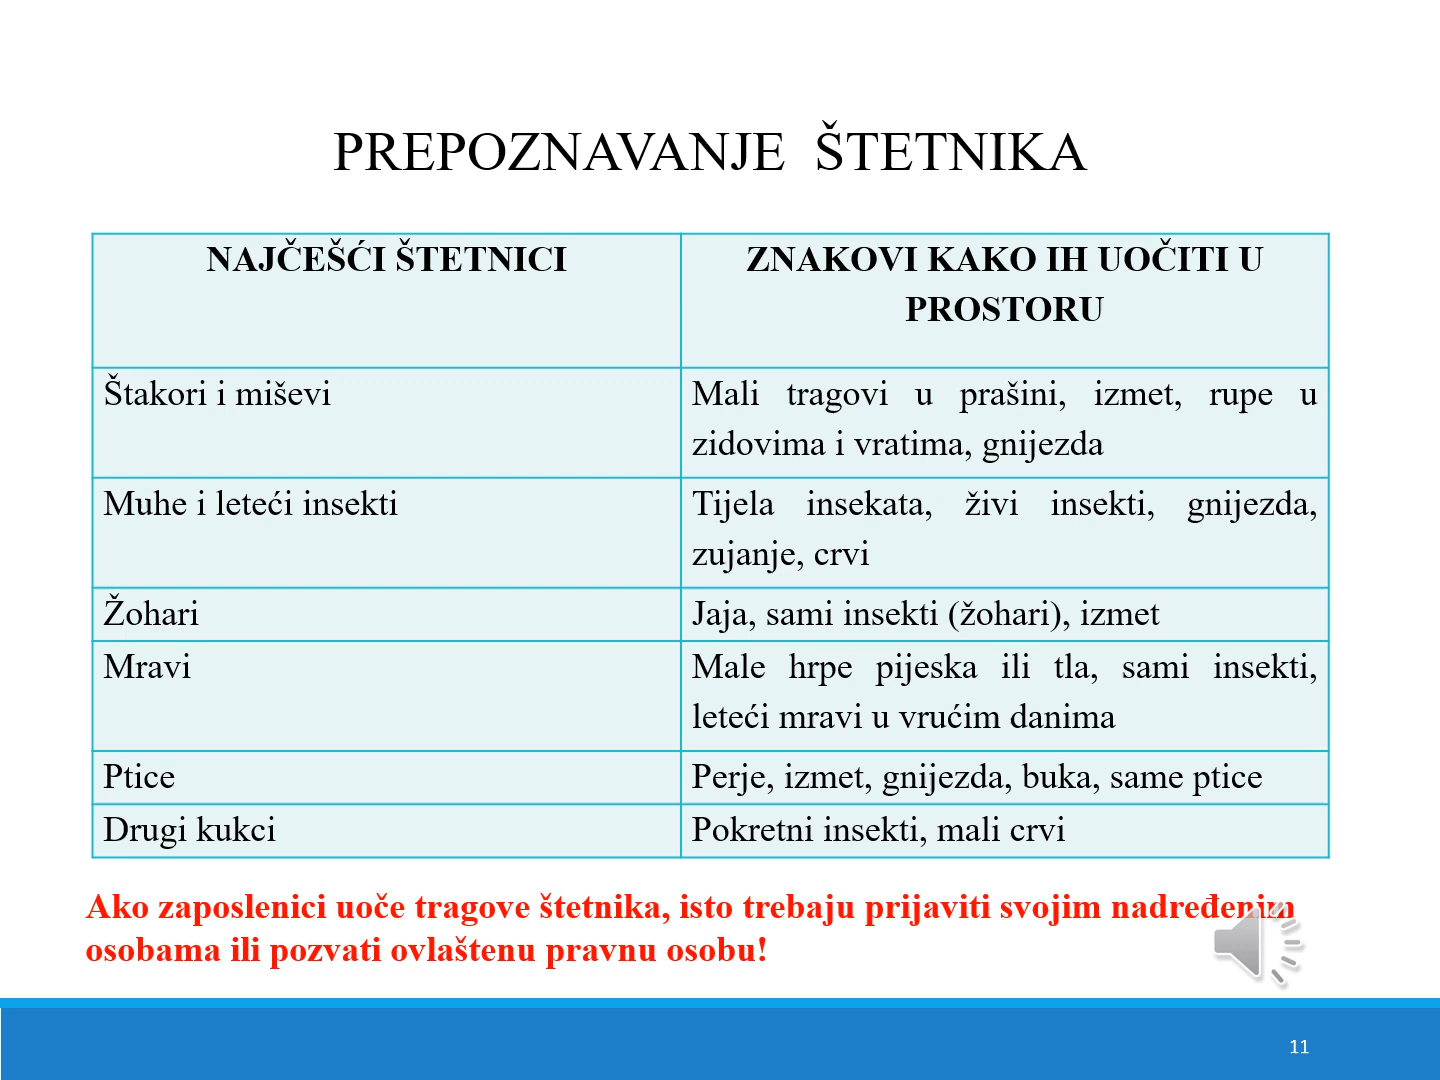 PREPOZNAVANJE ŠTETNIKA
NAJČEŠĆI ŠTETNICI
ZNAKOVI KAKO IH UOČITI U
PROSTORU
Štakori i miševi
Mali tragovi u prašini, izmet, rupe u
zidovima i vratima, gnijezda
Muhe i leteći insekti
Tijela insekata, živi insekti, gnijezda,
zujanje, crvi
Žohari
Jaja, sami insekti (žohari), izmet
Mravi
Male hrpe pijeska ili tla, sami insekti,
leteći mravi u vrućim danima
Ptice
Perje, izmet, gnijezda, buka, same ptice
Drugi kukci
Pokretni insekti, mali crvi
Ako zaposlenici uoče tragove štetnika, isto trebaju prijaviti svojim nadređenim
osobama ili pozvati ovlaštenu pravnu osobu!
11